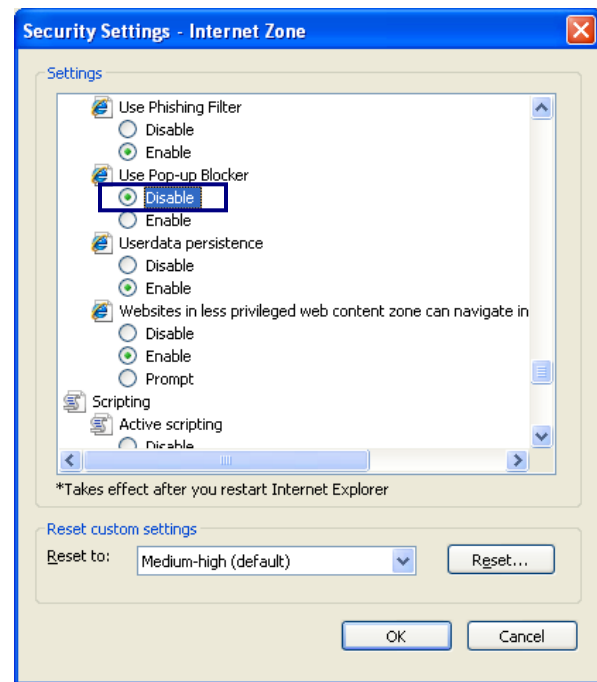 Security Settings - Internet Zone
Settings
Use Phishing Filter
Disable
Enable
Use Pop-up Blocker
Disable
Enable
Userdata persistence
Disable
Enable
Websites in less privileged web content zone can navigate in
Disable
Enable
Prompt
Scripting
Active scripting
Disable
*Takes effect after you restart Internet Explorer
Reset custom settings
Reset to: Medium-high (default) Reset...
OK Cancel